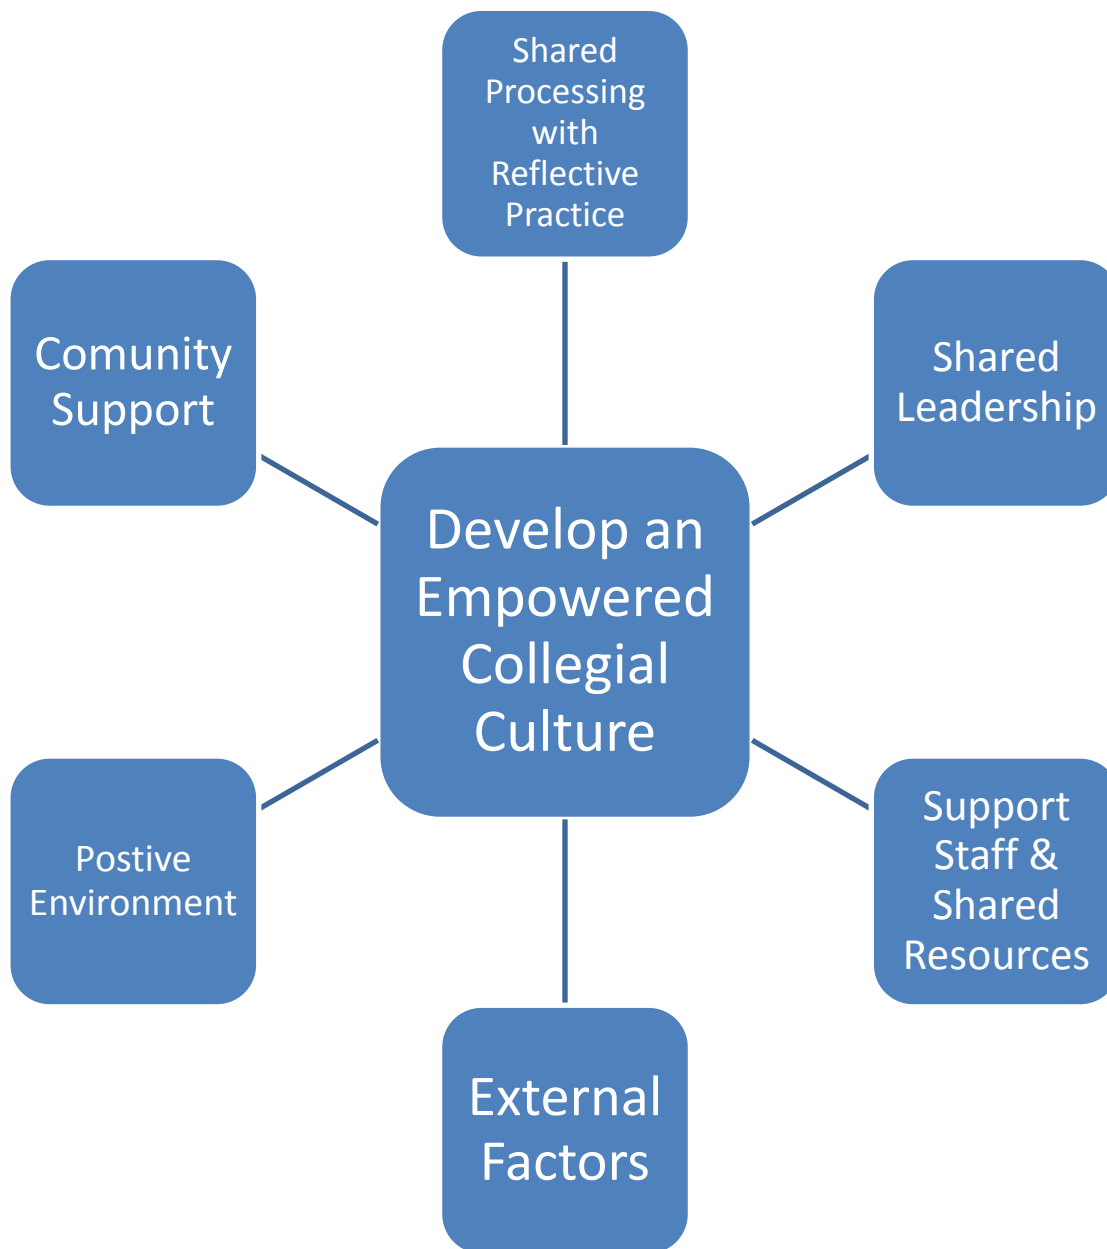 Shared
Processing
with
Reflective
Practice
Comunity
Support
Shared
Leadership
Develop an
Empowered
Collegial
Culture
Postive
Environment
Support
Staff &
Shared
Resources
External
Factors